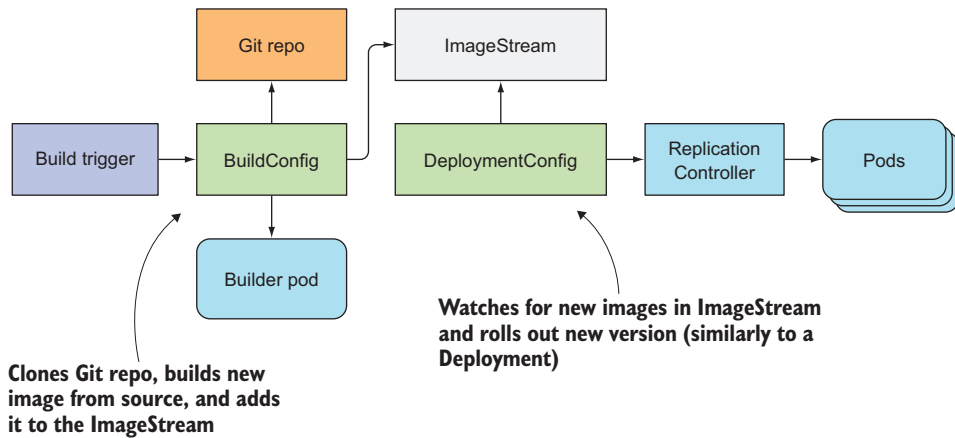 Git repo
ImageStream
Build trigger
BuildConfig
DeploymentConfig
Replication
Controller
Pods
Builder pod
Watches for new images in ImageStream
and rolls out new version (similarly to a
Deployment)
Clones Git repo, builds new
image from source, and adds
it to the ImageStream